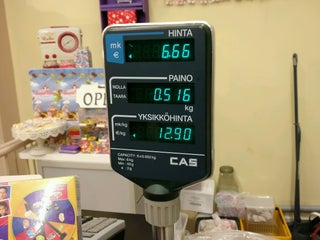 HINTA
mk
€
6.66
PAINO
NOLLA
TAARA
0.516
kg
YKSIKKÖHINTA
mk/kg
€/kg
12.90
CAS
OPE